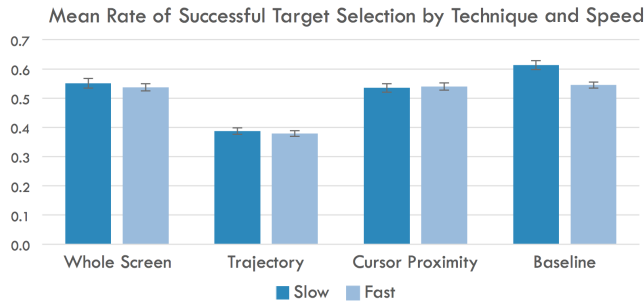 Mean Rate of Successful Target Selection by Technique and Speed
0.7
0.6
0.5
0.4
0.3
0.2
0.1
0.0
Whole Screen Trajectory Cursor Proximity Baseline
Slow Fast